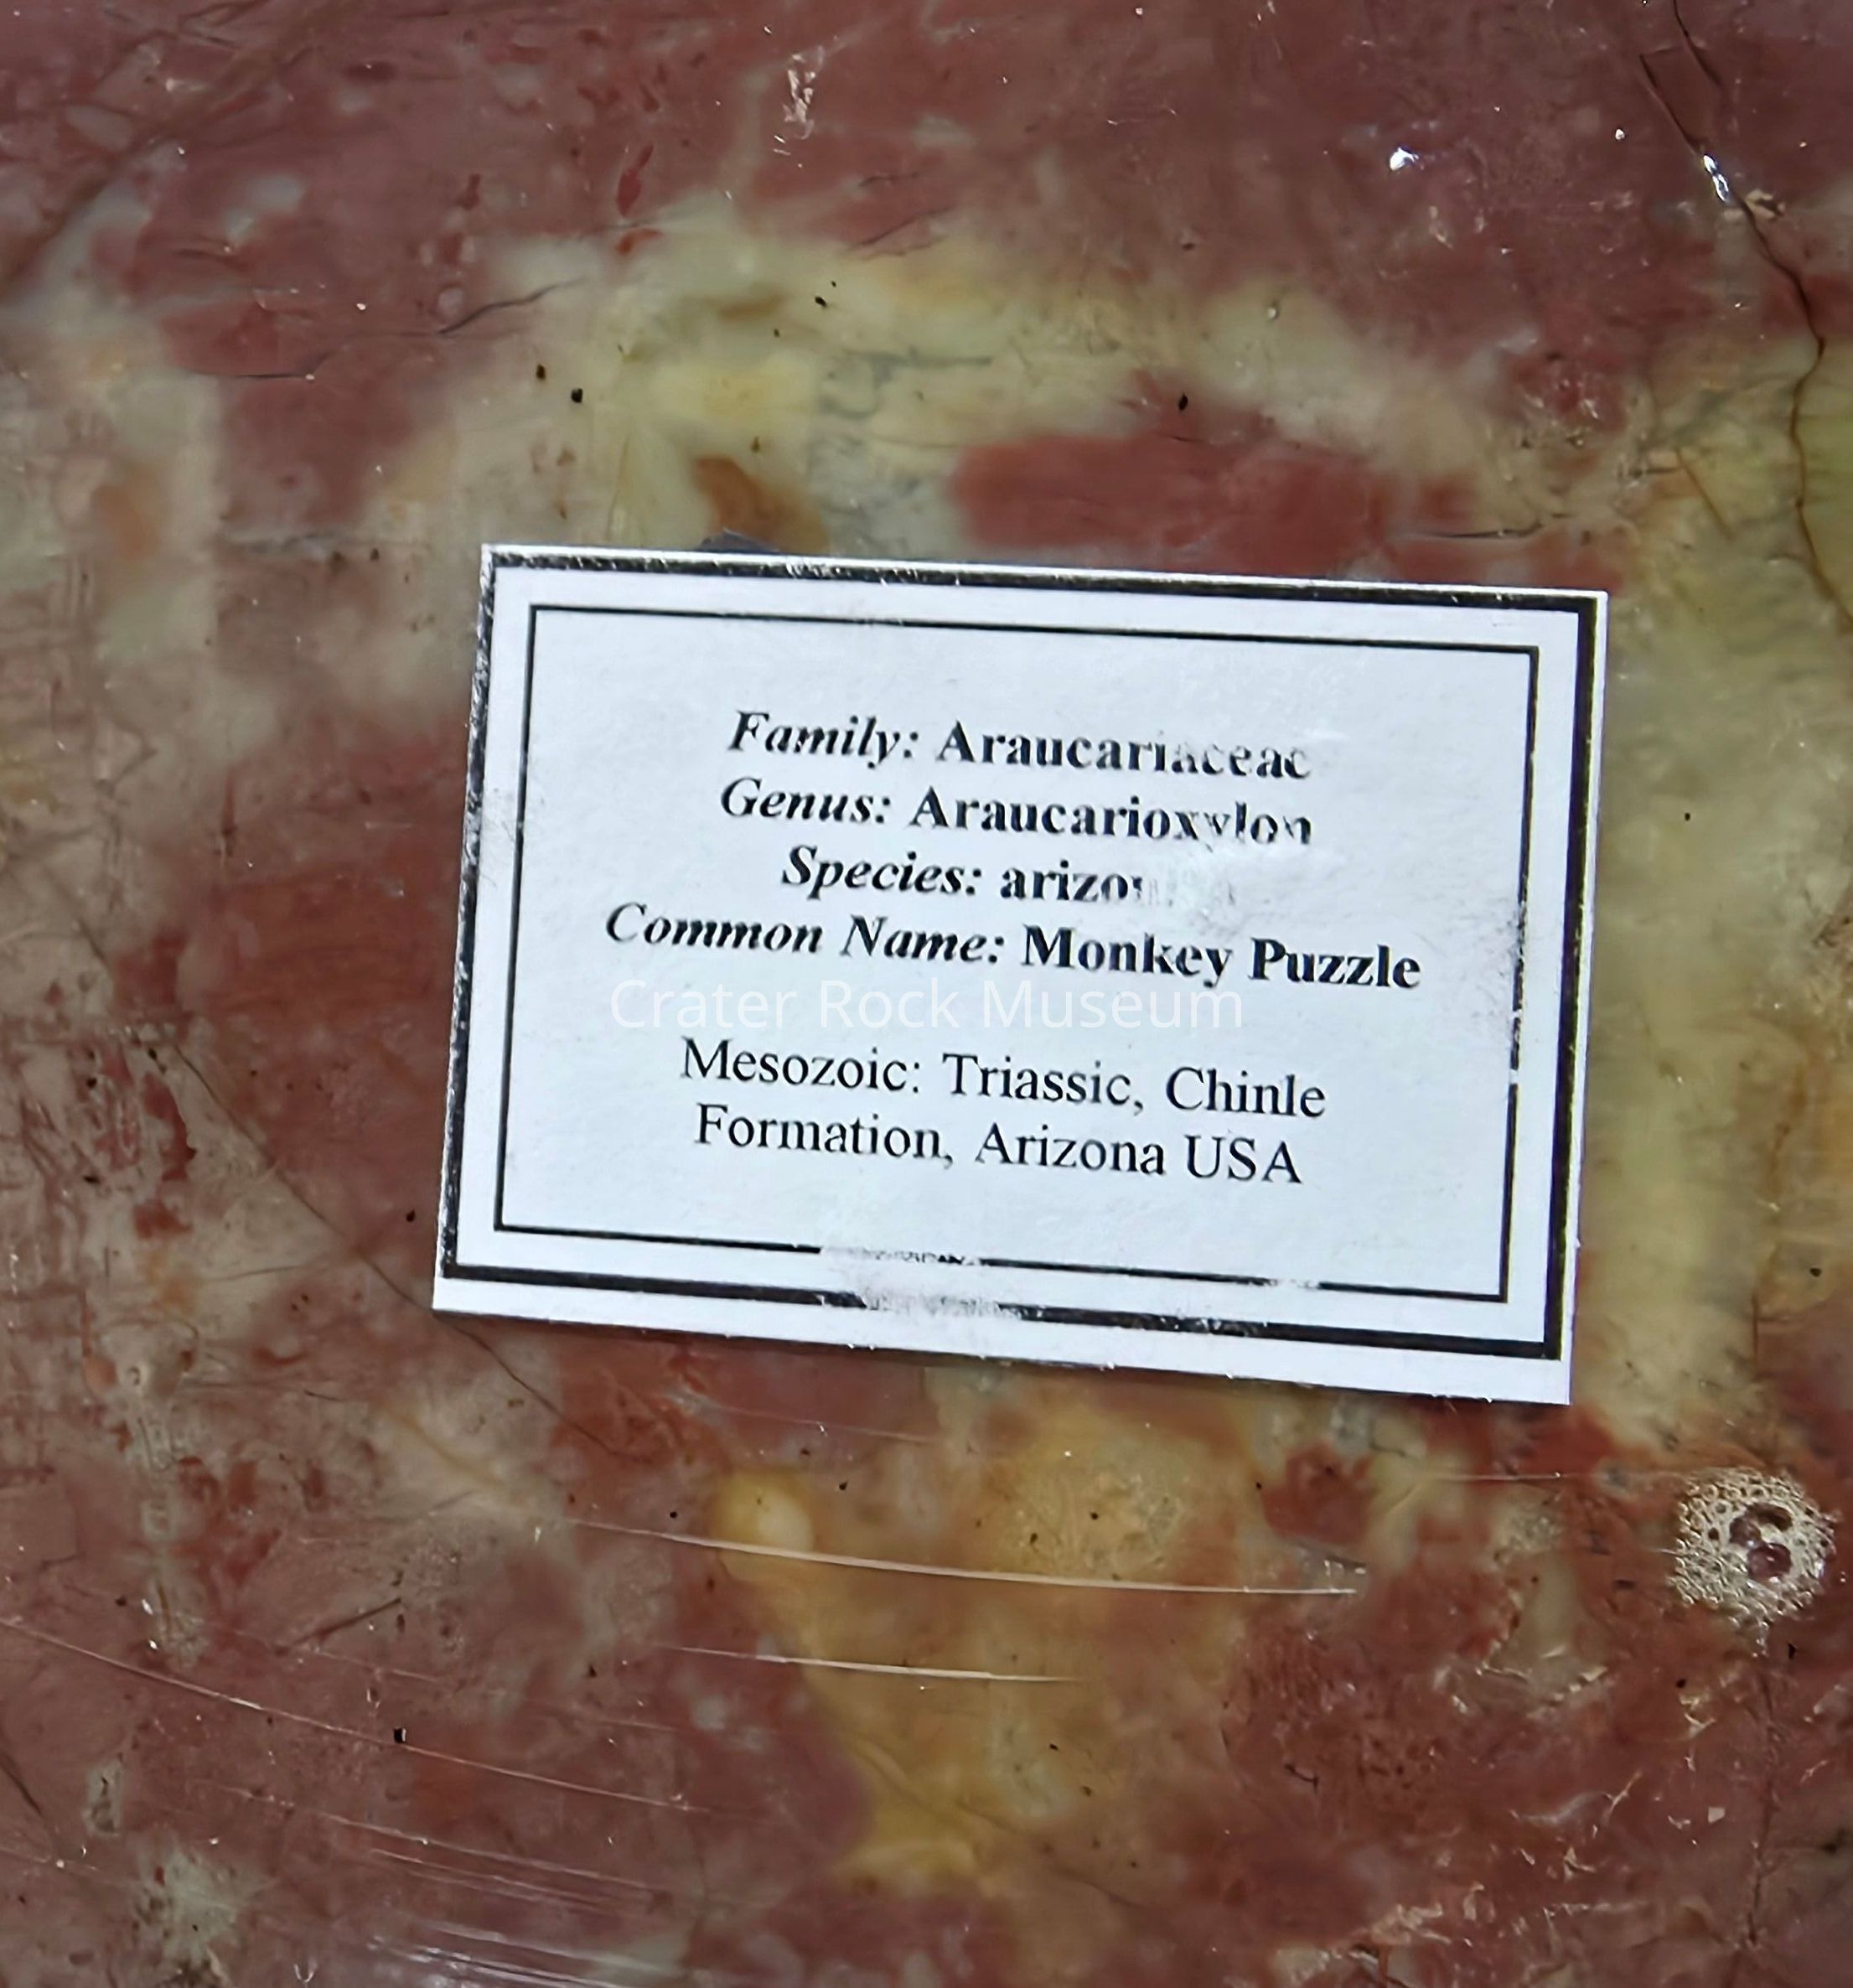 Family: Araucariaceae
Genus: Araucarioxylon
Species:
Common Name: Monkey Puzzle
Crater Rock Museum
Mesozoic: Triassic, Chinle
Formation, Arizona USA